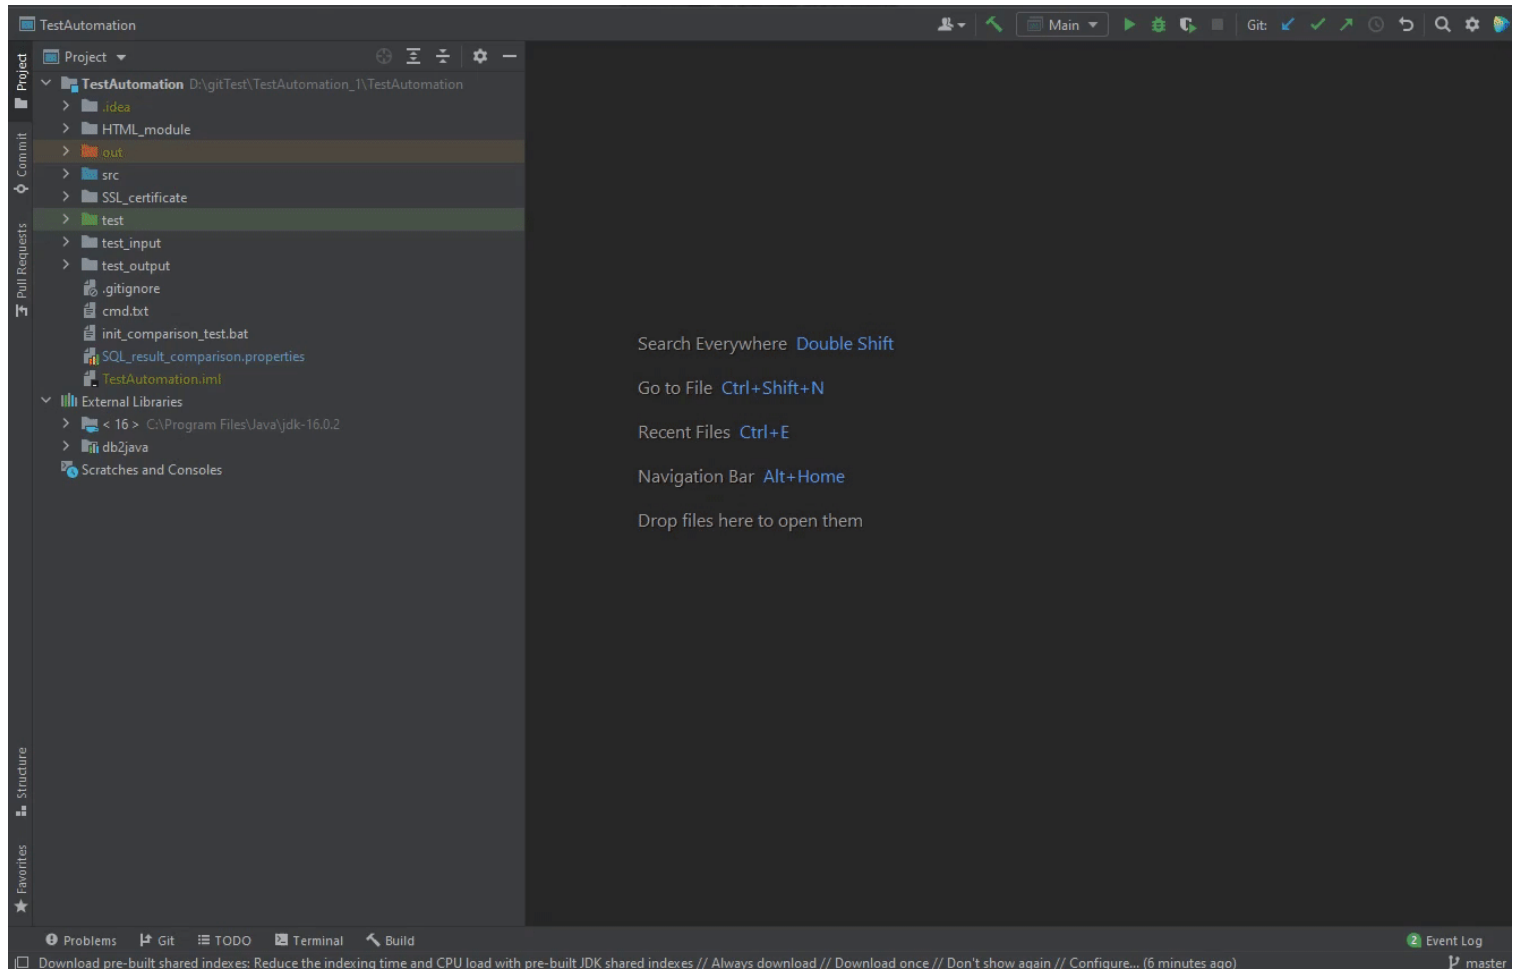 TestAutomation
Main
Git:
Project
Project
Commit
Pull Requests
Structure
Favorites
TestAutomation D:\gitTest\TestAutomation_1\TestAutomation
.idea
HTML_module
out
src
SSL_certificate
test
test_input
test_output
.gitignore
cmd.txt
init_comparison_test.bat
SQL_result_comparison.properties
TestAutomation.iml
External Libraries
< 16 > C:\Program Files\Java\jdk-16.0.2
db2java
Scratches and Consoles
Search Everywhere Double Shift
Go to File Ctrl+Shift+N
Recent Files Ctrl+E
Navigation Bar Alt+Home
Drop files here to open them
Problems Git TODO Terminal Build
2 Event Log
Download pre-built shared indexes: Reduce the indexing time and CPU load with pre-built JDK shared indexes // Always download // Download once // Don't show again // Configure... (6 minutes ago)
master